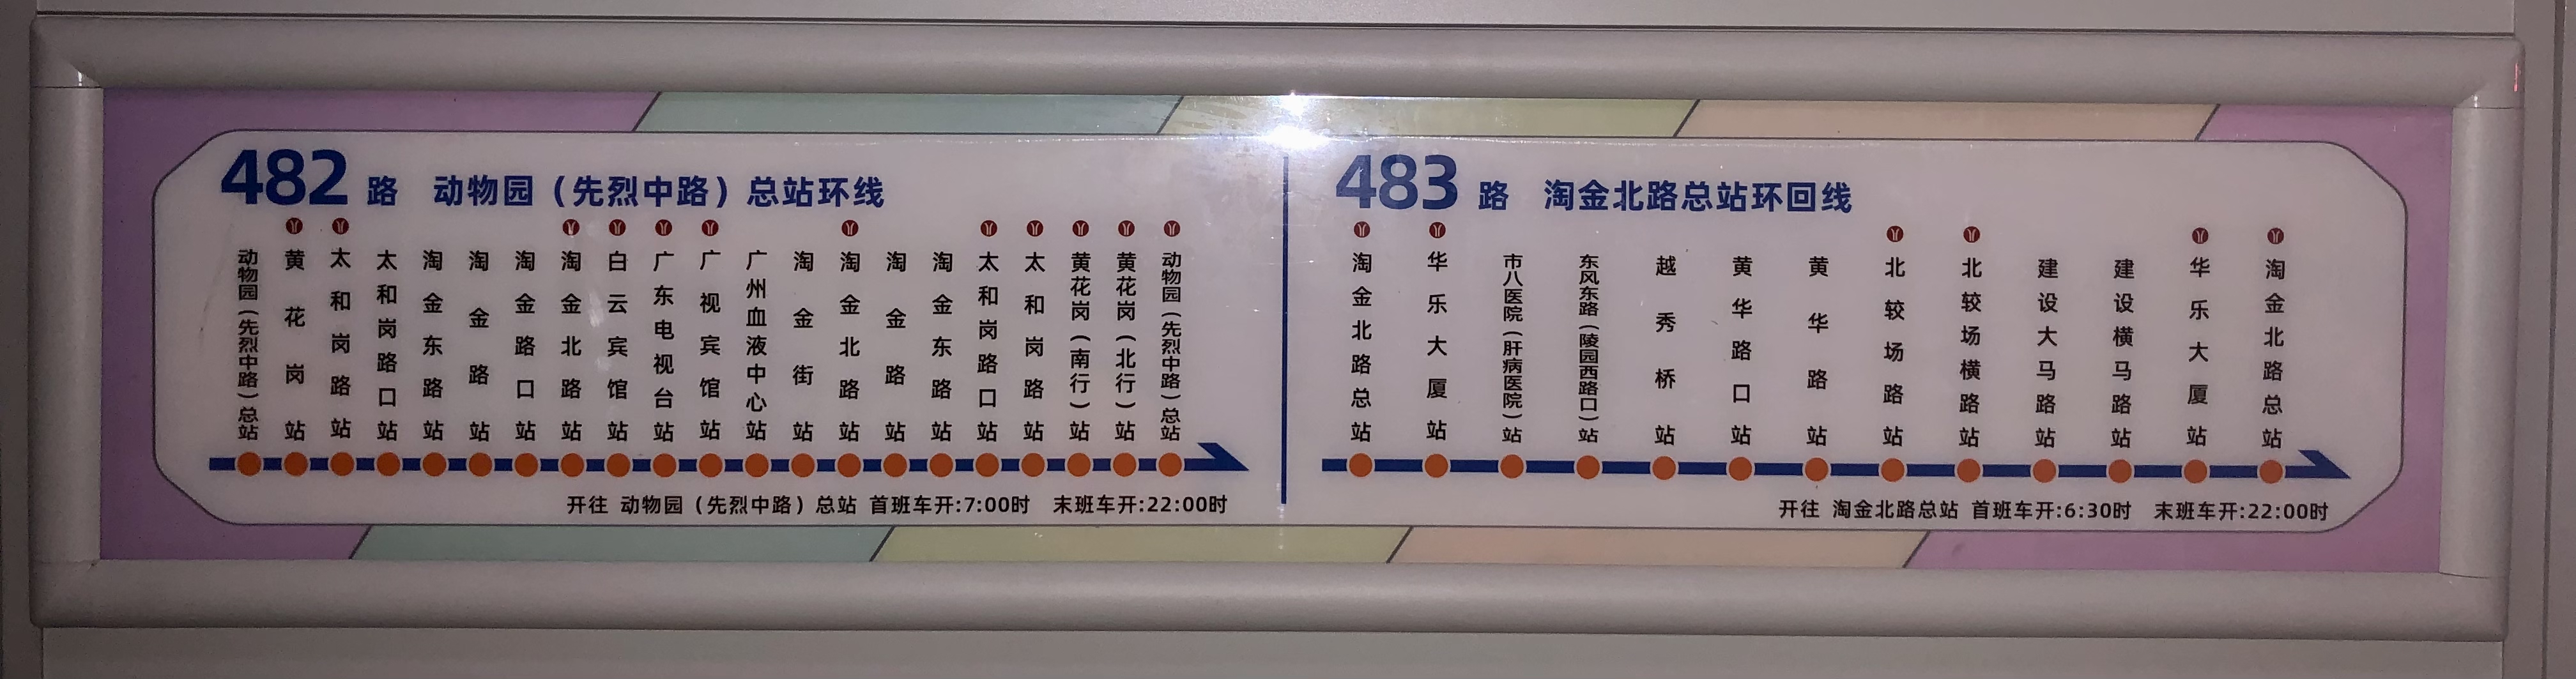 482 路 动物园（先烈中路）总站环线
动物园（先烈中路）总站
黄花岗站
太和岗路站
太和岗路口站
淘金东路站
淘金路站
淘金路口站
淘金北路站
白云宾馆站
广东电视台站
广视宾馆站
广州血液中心站
淘金街站
淘金北路站
淘金路站
淘金东路站
太和岗路口站
太和岗路站
黄花岗（南行）站
黄花岗（北行）站
动物园（先烈中路）总站
开往 动物园（先烈中路）总站 首班车开:7:00时 末班车开:22:00时
483 路 淘金北路总站环回线
淘金北路总站
华乐大厦站
市八医院（肝病医院）站
东风东路（陵园西路口）站
越秀桥站
黄华路口站
黄华路站
北较场路站
北较场横路站
建设大马路站
建设横马路站
华乐大厦站
淘金北路总站
开往 淘金北路总站 首班车开:6:30时 末班车开:22:00时